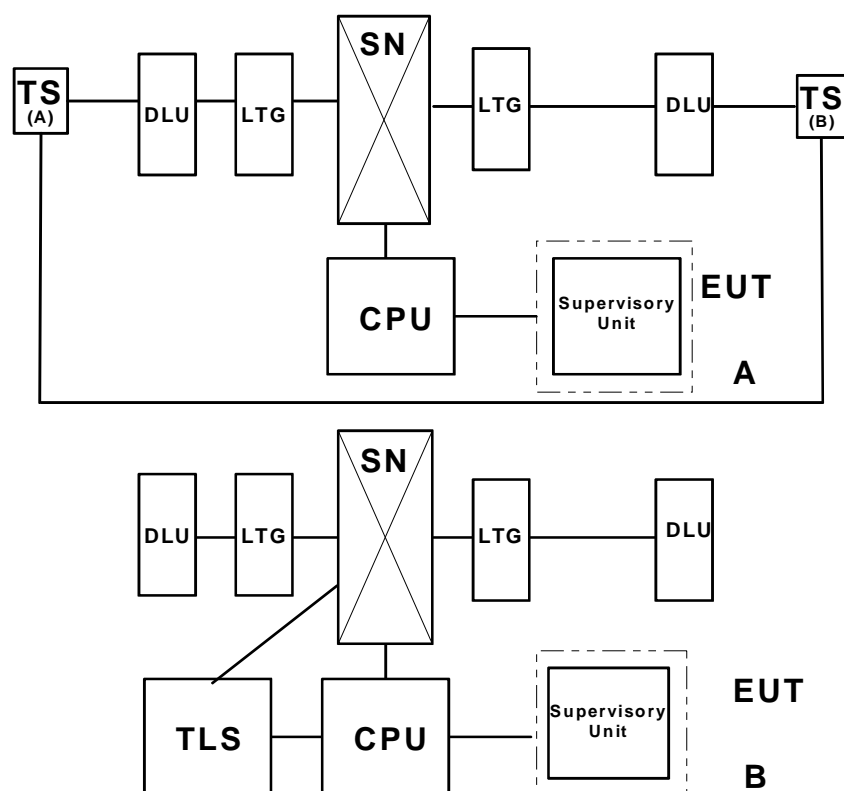 SN
TS
(A)
DLU
LTG
LTG
DLU
TS
(B)
CPU
Supervisory
Unit
EUT
A
SN
DLU
LTG
LTG
DLU
TLS
CPU
Supervisory
Unit
EUT
B